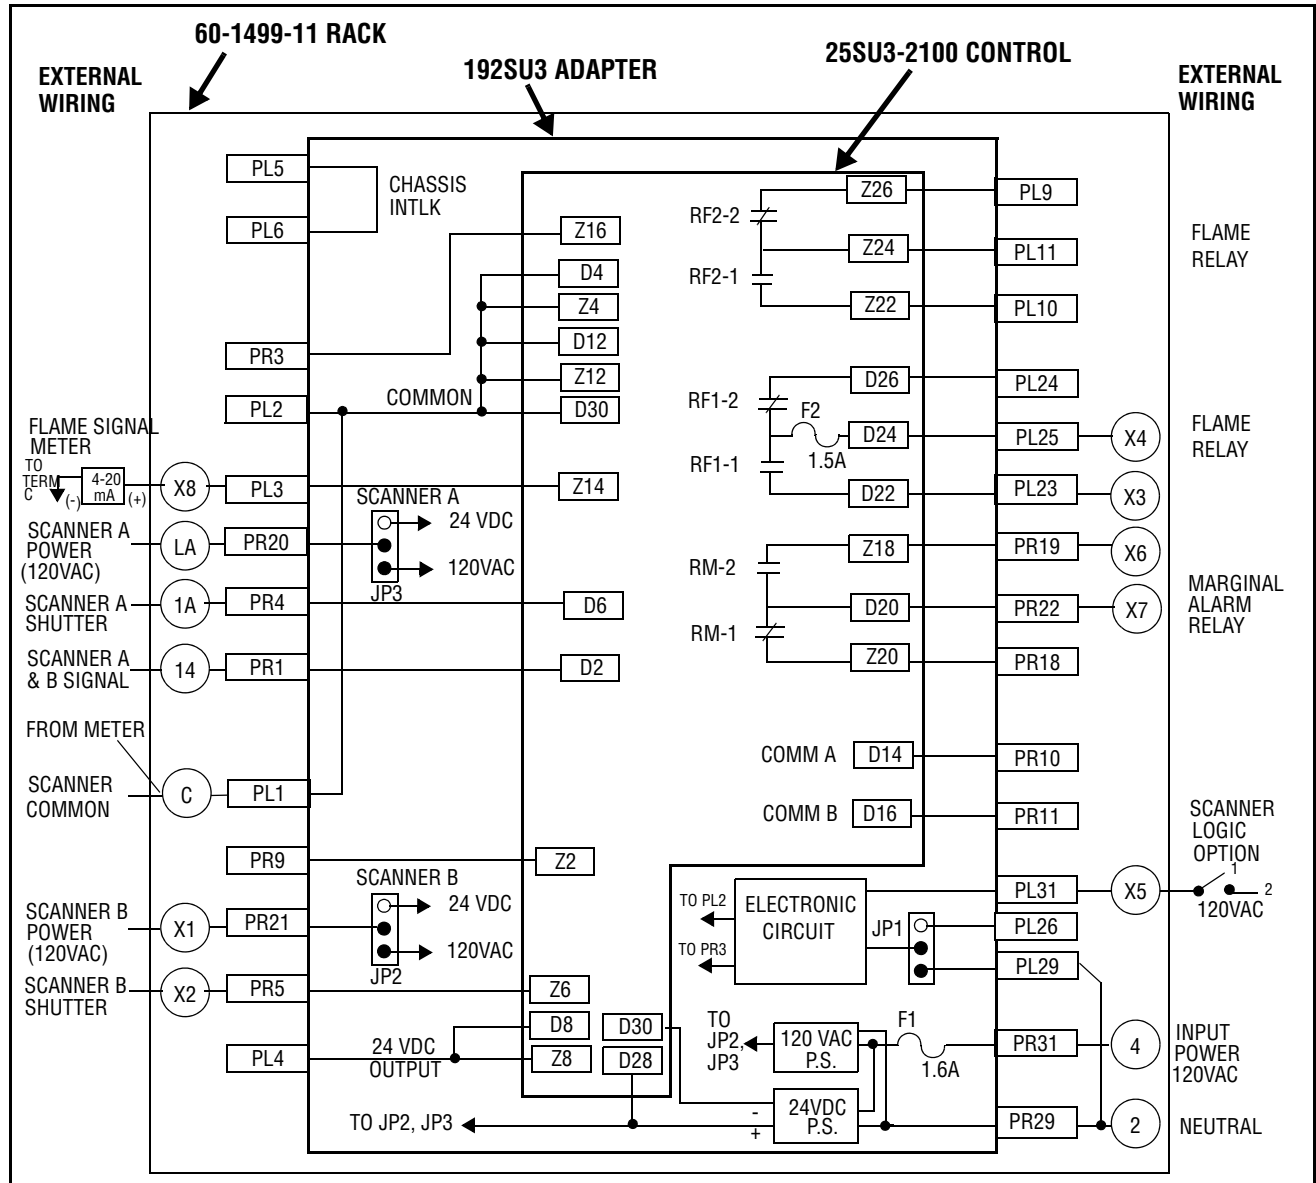 60-1499-11 RACK
192SU3 ADAPTER
25SU3-2100 CONTROL
EXTERNAL
WIRING
EXTERNAL
WIRING
PL5
PL6
CHASSIS
INTLK
PR3
PL2
COMMON
FLAME SIGNAL
METER
TO
TERM
C
(-)
4-20
mA
(+)
X8
PL3
SCANNER A
POWER
(120VAC)
LA
PR20
SCANNER A
24 VDC
120VAC
JP3
SCANNER A
SHUTTER
1A
PR4
SCANNER A
& B SIGNAL
14
PR1
FROM METER
SCANNER
COMMON
C
PL1
PR9
SCANNER B
24 VDC
120VAC
JP2
SCANNER B
POWER
(120VAC)
X1
PR21
SCANNER B
SHUTTER
X2
PR5
PL4
24 VDC
OUTPUT
TO JP2, JP3
Z16
D4
Z4
D12
Z12
D30
Z14
D6
D2
Z2
Z6
D8
Z8
D30
D28
RF2-2
RF2-1
Z26
Z24
Z22
PL9
PL11
PL10
FLAME
RELAY
RF1-2
RF1-1
F2
1.5A
D26
D24
D22
PL24
PL25
PL23
X4
X3
FLAME
RELAY
RM-2
RM-1
Z18
D20
Z20
PR19
PR22
PR18
X6
X7
MARGINAL
ALARM
RELAY
COMM A
D14
PR10
COMM B
D16
PR11
SCANNER
LOGIC
OPTION
1
2
120VAC
X5
PL31
PL26
PL29
JP1
ELECTRONIC
CIRCUIT
TO PL2
TO PR3
TO
JP2,
JP3
120 VAC
P.S.
F1
1.6A
PR31
4
INPUT
POWER
120VAC
-
+
24VDC
P.S.
PR29
2
NEUTRAL